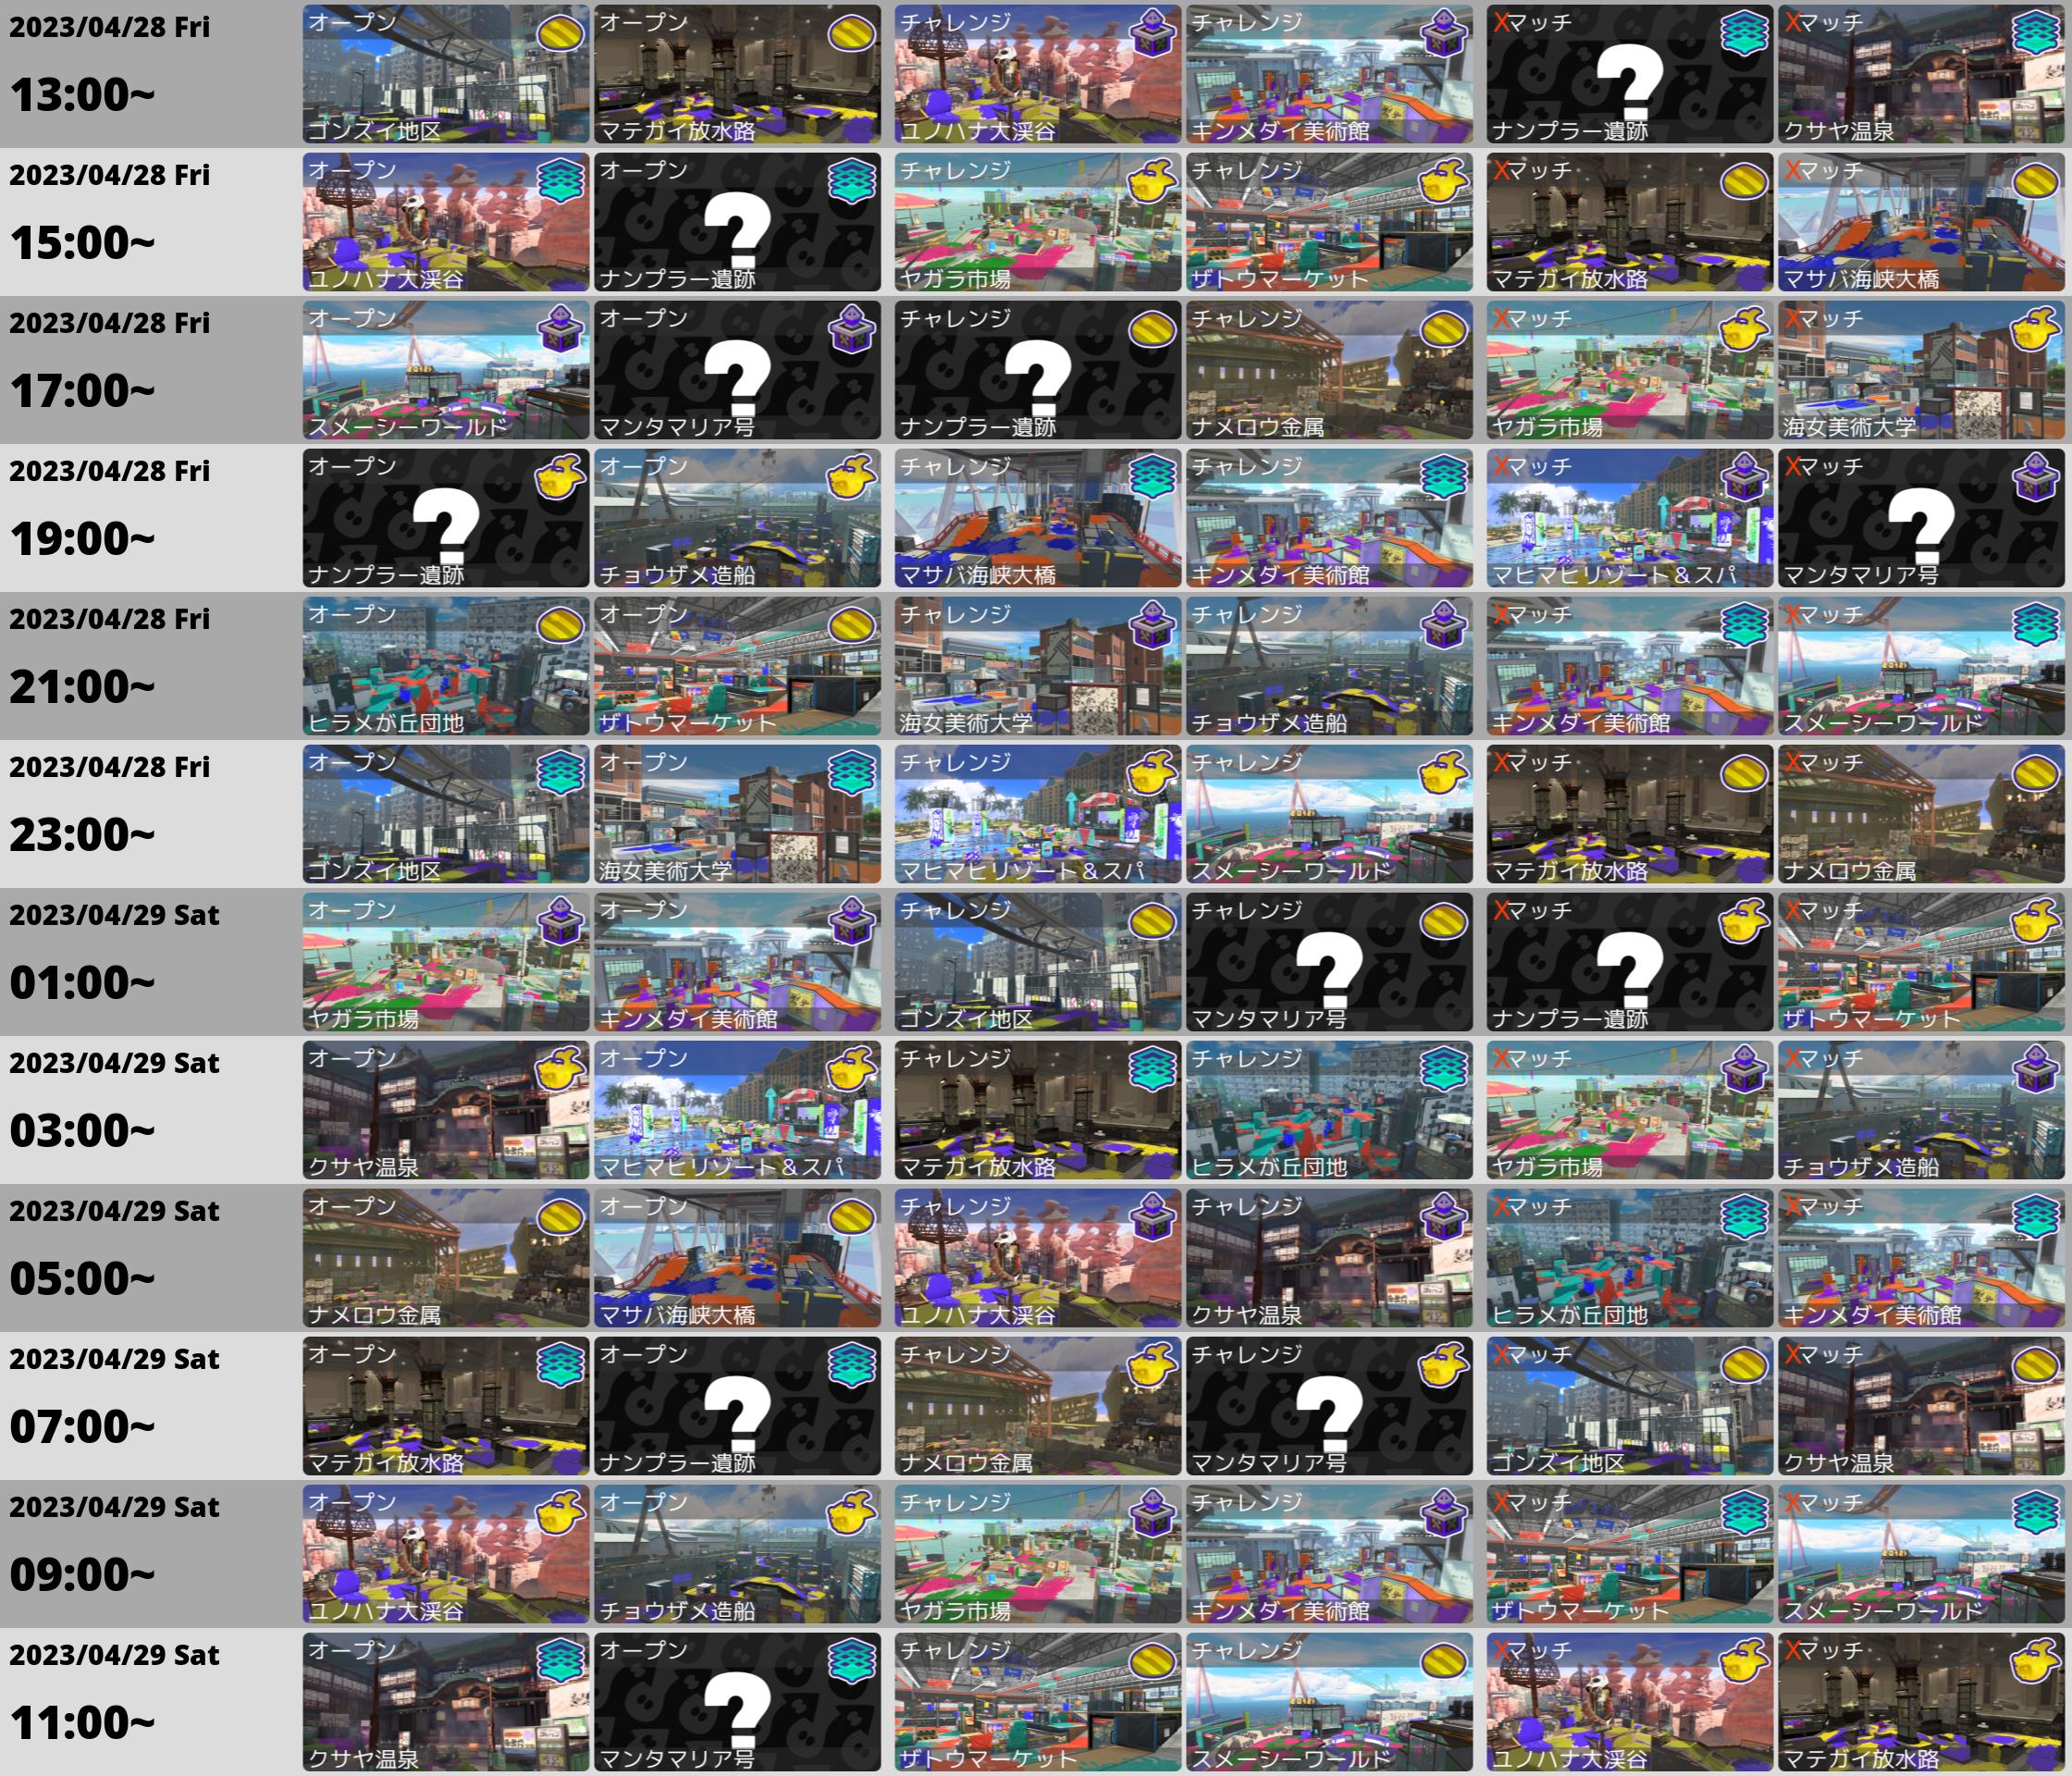 2023/04/28 Fri
13:00~
オープン オープン チャレンジ チャレンジ Xマッチ Xマッチ
ゴンズイ地区 マテガイ放水路 ユノハナ大渓谷 キンメダイ美術館 ナンプラー遺跡 クサヤ温泉
2023/04/28 Fri
15:00~
オープン オープン チャレンジ チャレンジ Xマッチ Xマッチ
ユノハナ大渓谷 ナンプラー遺跡 ヤガラ市場 ザトウマーケット マテガイ放水路 マサバ海峡大橋
2023/04/28 Fri
17:00~
オープン オープン チャレンジ チャレンジ Xマッチ Xマッチ
スメーシーワールド マンタマリア号 ナンプラー遺跡 ナメロウ金属 ヤガラ市場 海女美術大学
2023/04/28 Fri
19:00~
オープン オープン チャレンジ チャレンジ Xマッチ Xマッチ
ナンプラー遺跡 チョウザメ造船 マサバ海峡大橋 キンメダイ美術館 マヒマヒリゾート&スパ マンタマリア号
2023/04/28 Fri
21:00~
オープン オープン チャレンジ チャレンジ Xマッチ Xマッチ
ヒラメが丘団地 ザトウマーケット 海女美術大学 チョウザメ造船 キンメダイ美術館 スメーシーワールド
2023/04/28 Fri
23:00~
オープン オープン チャレンジ チャレンジ Xマッチ Xマッチ
ゴンズイ地区 海女美術大学 マヒマヒリゾート&スパ スメーシーワールド マテガイ放水路 ナメロウ金属
2023/04/29 Sat
01:00~
オープン オープン チャレンジ チャレンジ Xマッチ Xマッチ
ヤガラ市場 キンメダイ美術館 ゴンズイ地区 マンタマリア号 ナンプラー遺跡 ザトウマーケット
2023/04/29 Sat
03:00~
オープン オープン チャレンジ チャレンジ Xマッチ Xマッチ
クサヤ温泉 マヒマヒリゾート&スパ マテガイ放水路 ヒラメが丘団地 ヤガラ市場 チョウザメ造船
2023/04/29 Sat
05:00~
オープン オープン チャレンジ チャレンジ Xマッチ Xマッチ
ナメロウ金属 マサバ海峡大橋 ユノハナ大渓谷 クサヤ温泉 ヒラメが丘団地 キンメダイ美術館
2023/04/29 Sat
07:00~
オープン オープン チャレンジ チャレンジ Xマッチ Xマッチ
マテガイ放水路 ナンプラー遺跡 ナメロウ金属 マンタマリア号 ゴンズイ地区 クサヤ温泉
2023/04/29 Sat
09:00~
オープン オープン チャレンジ チャレンジ Xマッチ Xマッチ
ユノハナ大渓谷 チョウザメ造船 ヤガラ市場 キンメダイ美術館 ザトウマーケット スメーシーワールド
2023/04/29 Sat
11:00~
オープン オープン チャレンジ チャレンジ Xマッチ Xマッチ
クサヤ温泉 マンタマリア号 ザトウマーケット スメーシーワールド ユノハナ大渓谷 マテガイ放水路